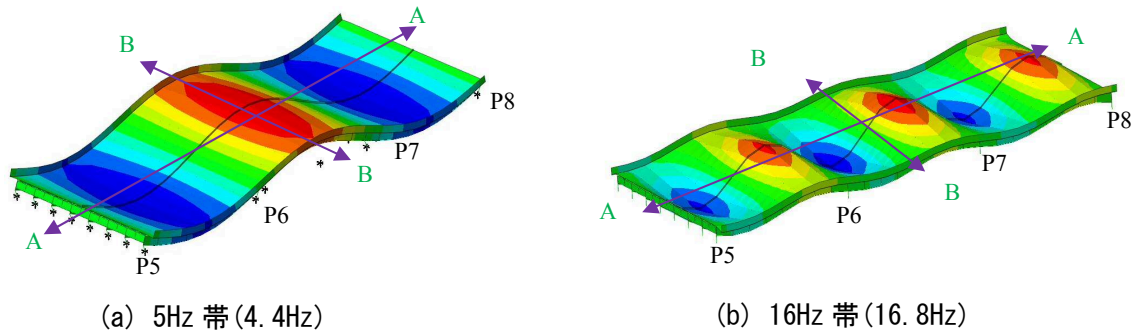 A
B
P8
P7
B
P6
A
P5
A
B
P8
P7
B
A
P6
P5
(a) 5Hz 帯(4.4Hz)
(b) 16Hz 帯(16.8Hz)